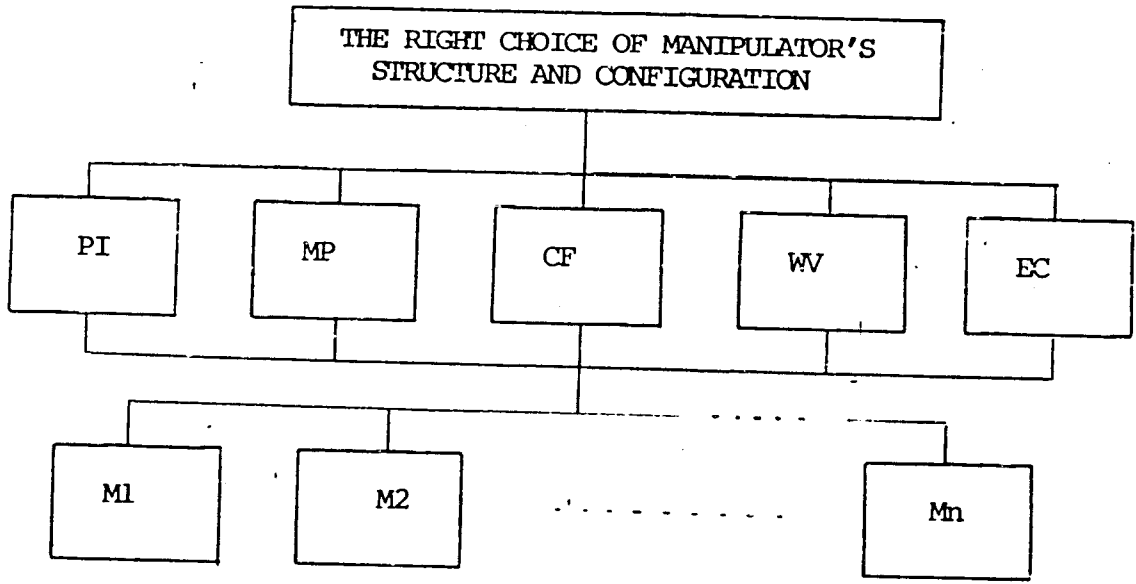 THE RIGHT CHOICE OF MANIPULATOR'S
STRUCTURE AND CONFIGURATION
PI
MP
CF
WV
EC
M1
M2
Mn